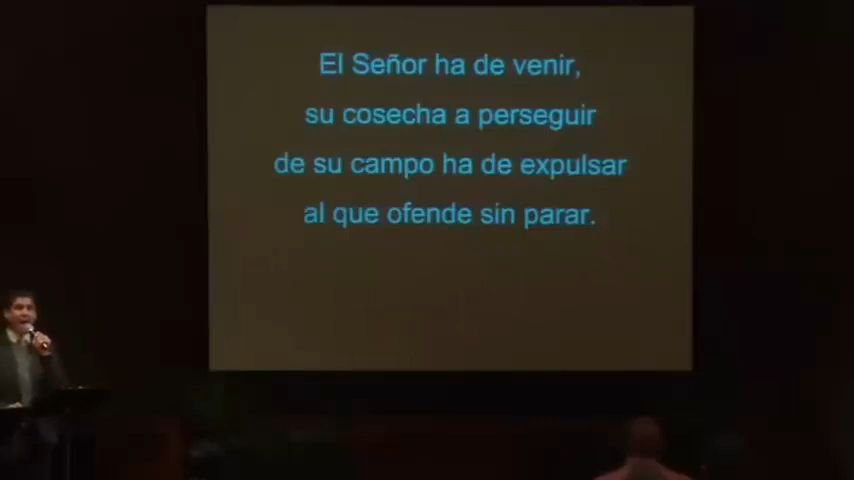 El Señor ha de venir,
su cosecha a perseguir
de su campo ha de expulsar
al que ofende sin parar.